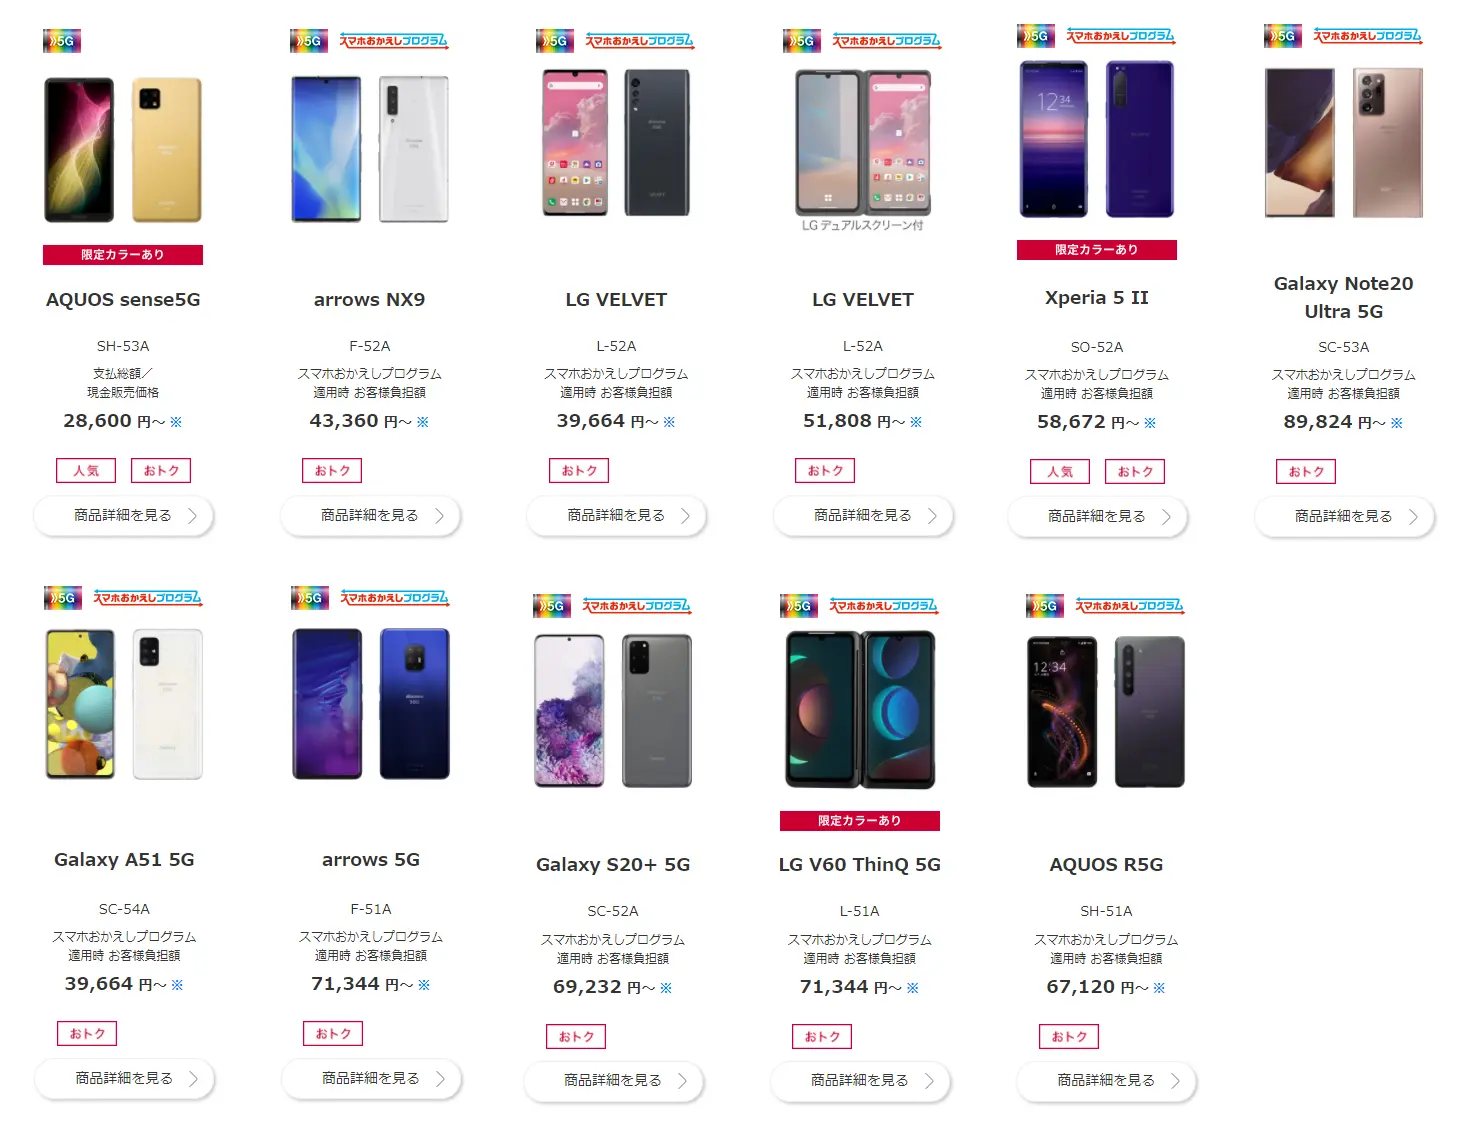 5G
AQUOS sense5G
限定カラーあり
SH-53A
支払総額／
現金販売価格
28,600 円～ ※
人気 おトク
商品詳細を見る
5G スマホおかえしプログラム
arrows NX9
F-52A
スマホおかえしプログラム
適用時 お客様負担額
43,360 円～ ※
おトク
商品詳細を見る
5G スマホおかえしプログラム
LG VELVET
L-52A
スマホおかえしプログラム
適用時 お客様負担額
39,664 円～ ※
おトク
商品詳細を見る
5G スマホおかえしプログラム
LG デュアルスクリーン付
LG VELVET
L-52A
スマホおかえしプログラム
適用時 お客様負担額
51,808 円～ ※
おトク
商品詳細を見る
5G スマホおかえしプログラム
12:34
限定カラーあり
Xperia 5 II
SO-52A
スマホおかえしプログラム
適用時 お客様負担額
58,672 円～ ※
人気 おトク
商品詳細を見る
5G スマホおかえしプログラム
Galaxy Note20
Ultra 5G
SC-53A
スマホおかえしプログラム
適用時 お客様負担額
89,824 円～ ※
おトク
商品詳細を見る
5G スマホおかえしプログラム
Galaxy A51 5G
SC-54A
スマホおかえしプログラム
適用時 お客様負担額
39,664 円～ ※
おトク
商品詳細を見る
5G スマホおかえしプログラム
arrows 5G
F-51A
スマホおかえしプログラム
適用時 お客様負担額
71,344 円～ ※
おトク
商品詳細を見る
5G スマホおかえしプログラム
Galaxy S20+ 5G
SC-52A
スマホおかえしプログラム
適用時 お客様負担額
69,232 円～ ※
おトク
商品詳細を見る
5G スマホおかえしプログラム
限定カラーあり
LG V60 ThinQ 5G
L-51A
スマホおかえしプログラム
適用時 お客様負担額
71,344 円～ ※
おトク
商品詳細を見る
5G スマホおかえしプログラム
12:34
AQUOS R5G
SH-51A
スマホおかえしプログラム
適用時 お客様負担額
67,120 円～ ※
おトク
商品詳細を見る